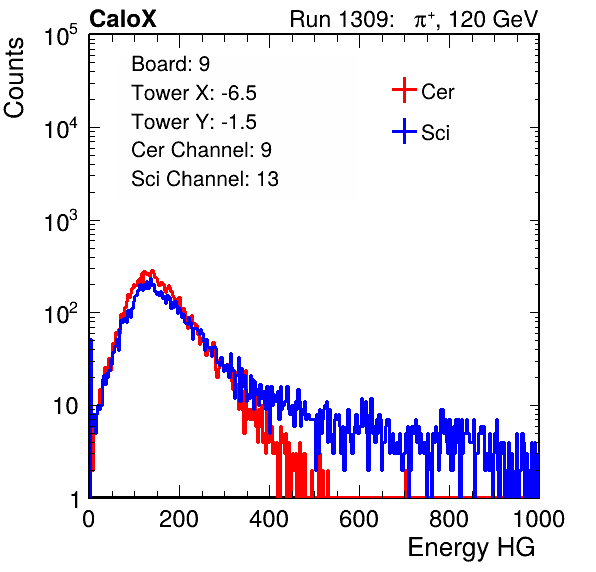 CaloX Run 1309: π⁺, 120 GeV
Board: 9
Tower X: -6.5
Tower Y: -1.5
Cer Channel: 9
Sci Channel: 13
Cer
Sci
Counts
10⁵
10⁴
10³
10²
10
1
0 200 400 600 800 1000
Energy HG